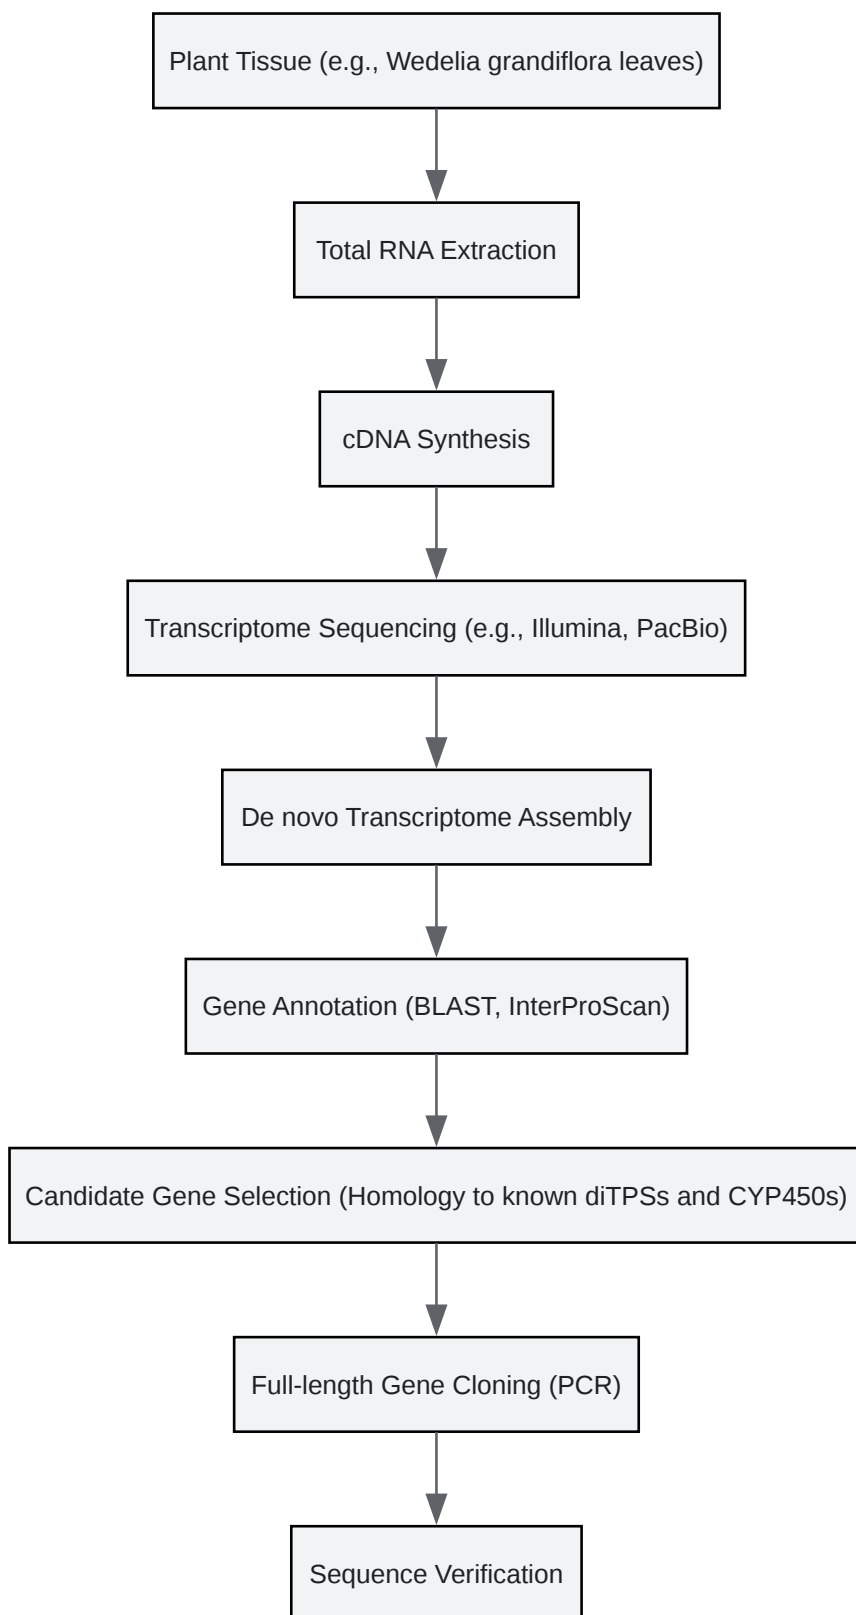 Plant Tissue (e.g., Wedelia grandiflora leaves)
Total RNA Extraction
cDNA Synthesis
Transcriptome Sequencing (e.g., Illumina, PacBio)
De novo Transcriptome Assembly
Gene Annotation (BLAST, InterProScan)
Candidate Gene Selection (Homology to known diTPSs and CYP450s)
Full-length Gene Cloning (PCR)
Sequence Verification